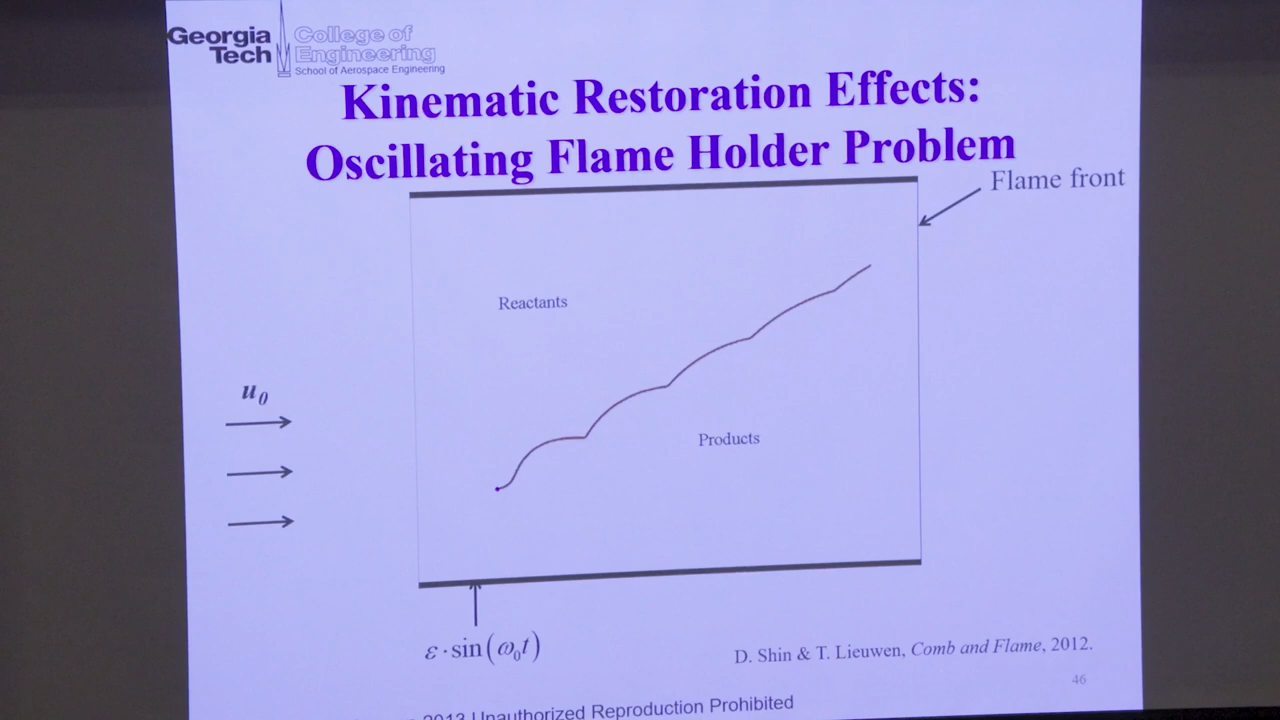 Georgia
Tech
College of
Engineering
School of Aerospace Engineering
Kinematic Restoration Effects:
Oscillating Flame Holder Problem
Flame front
Reactants
u₀
Products
ε·sin(ω₀t)
D. Shin & T. Lieuwen, Comb and Flame, 2012.
46
2013 Unauthorized Reproduction Prohibited